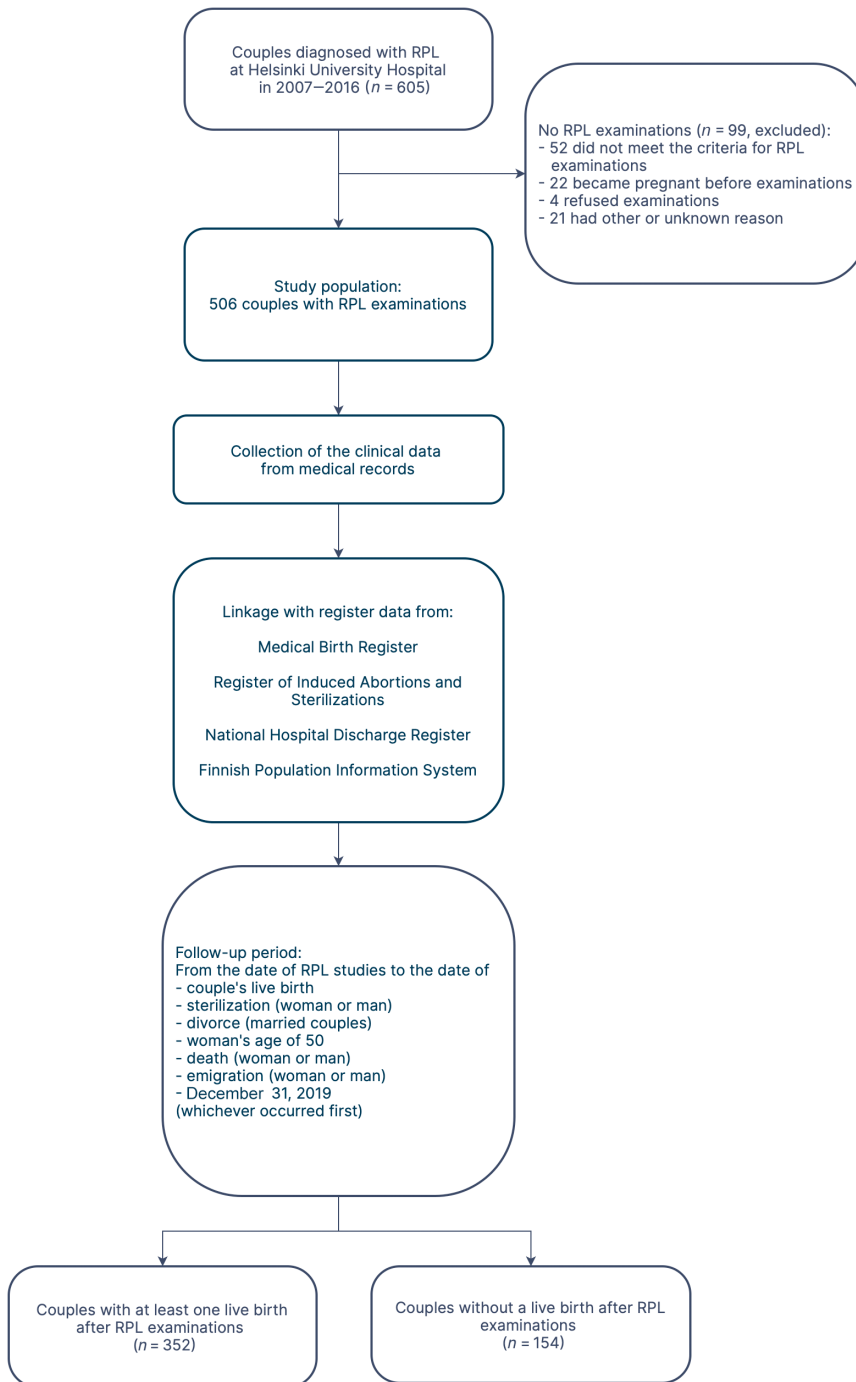 Couples diagnosed with RPL
at Helsinki University Hospital
in 2007–2016 (n = 605)
No RPL examinations (n = 99, excluded):
- 52 did not meet the criteria for RPL
examinations
- 22 became pregnant before examinations
- 4 refused examinations
- 21 had other or unknown reason
Study population:
506 couples with RPL examinations
Collection of the clinical data
from medical records
Linkage with register data from:
Medical Birth Register
Register of Induced Abortions and
Sterilizations
National Hospital Discharge Register
Finnish Population Information System
Follow-up period:
From the date of RPL studies to the date of
- couple's live birth
- sterilization (woman or man)
- divorce (married couples)
- woman's age of 50
- death (woman or man)
- emigration (woman or man)
- December 31, 2019
(whichever occurred first)
Couples with at least one live birth
after RPL examinations
(n = 352)
Couples without a live birth after RPL
examinations
(n = 154)